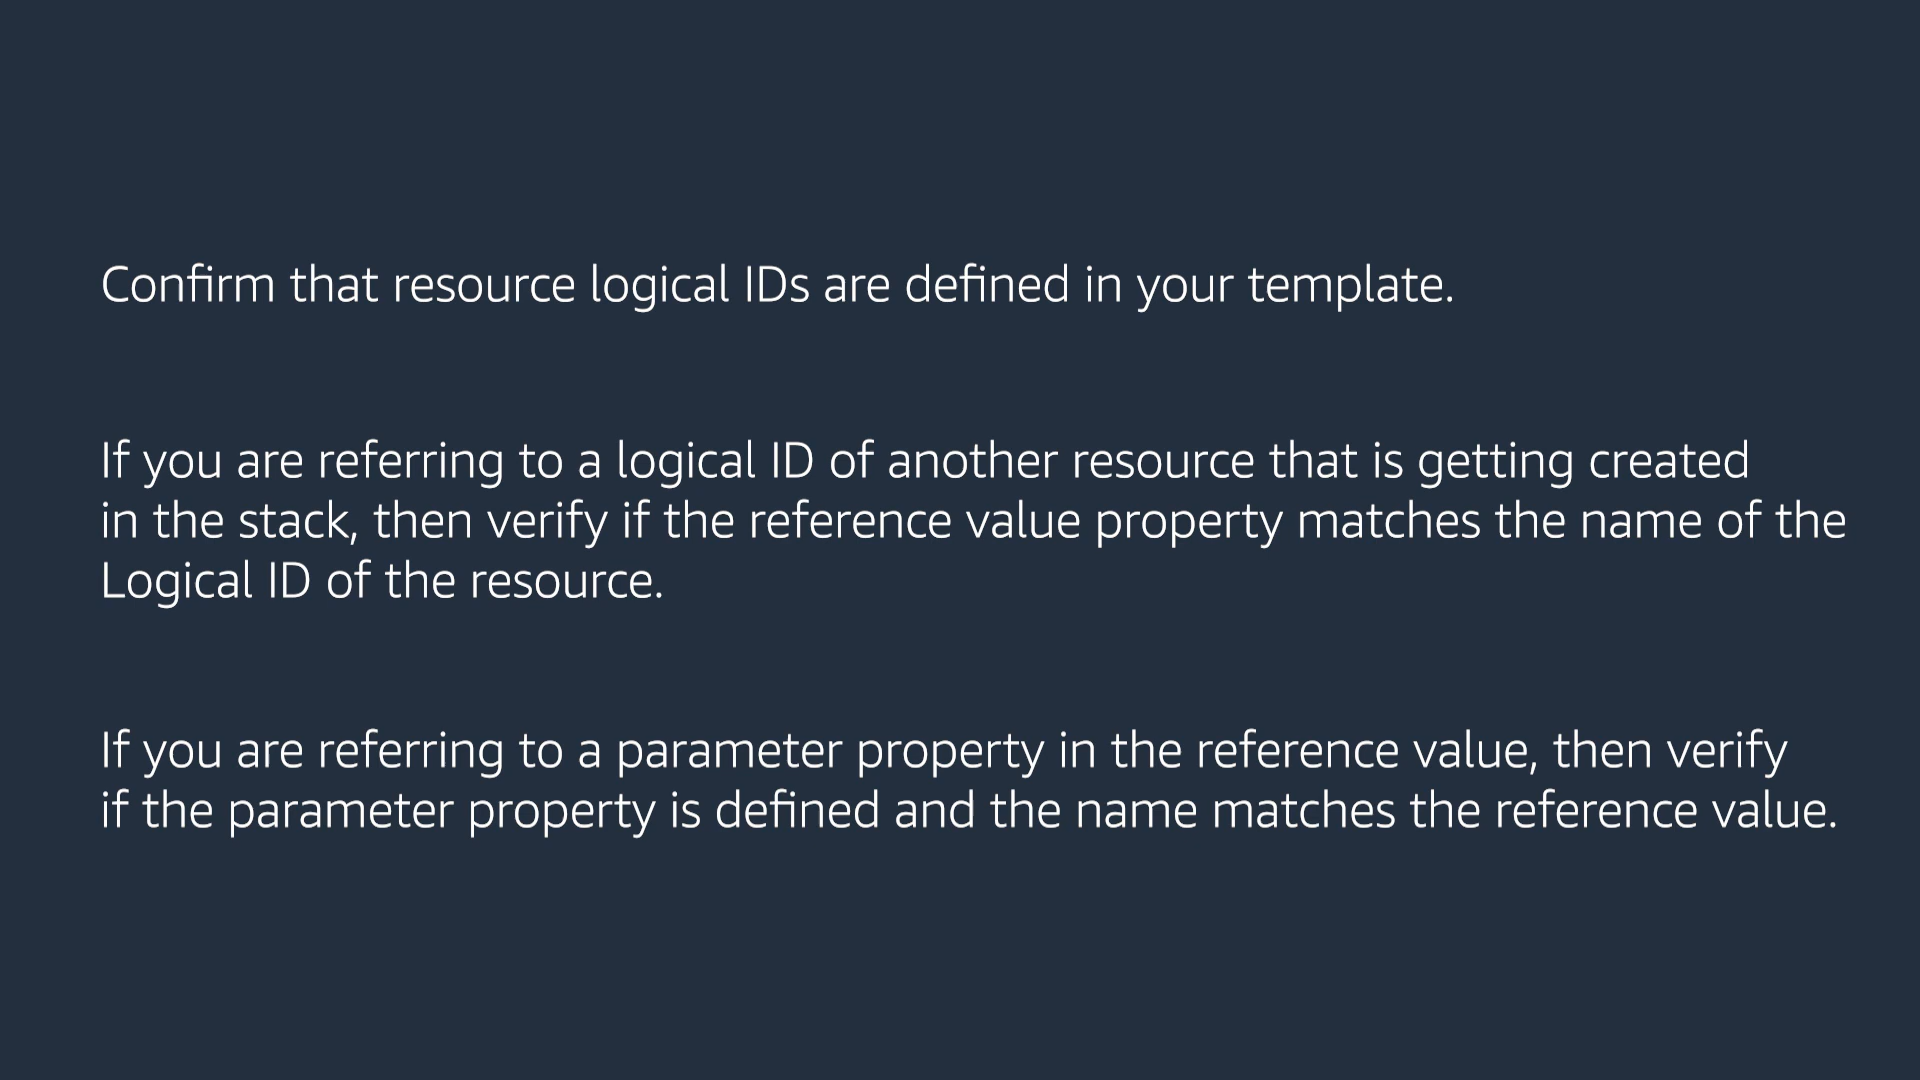 Confirm that resource logical IDs are defined in your template.
If you are referring to a logical ID of another resource that is getting created
in the stack, then verify if the reference value property matches the name of the
Logical ID of the resource.
If you are referring to a parameter property in the reference value, then verify
if the parameter property is defined and the name matches the reference value.